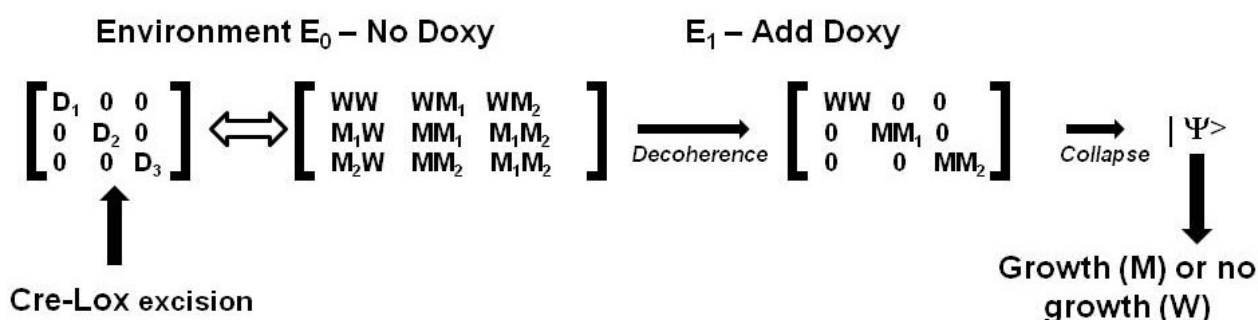 Environment E₀ – No Doxy E₁ – Add Doxy
D₁ 0 0 WW WM₁ WM₂ WW 0 0
0 D₂ 0 M₁W MM₁ M₁M₂ 0 MM₁ 0 | Ψ>
0 0 D₃ M₂W MM₂ M₁M₂ Decoherence 0 0 MM₂ Collapse
Cre-Lox excision
Growth (M) or no
growth (W)